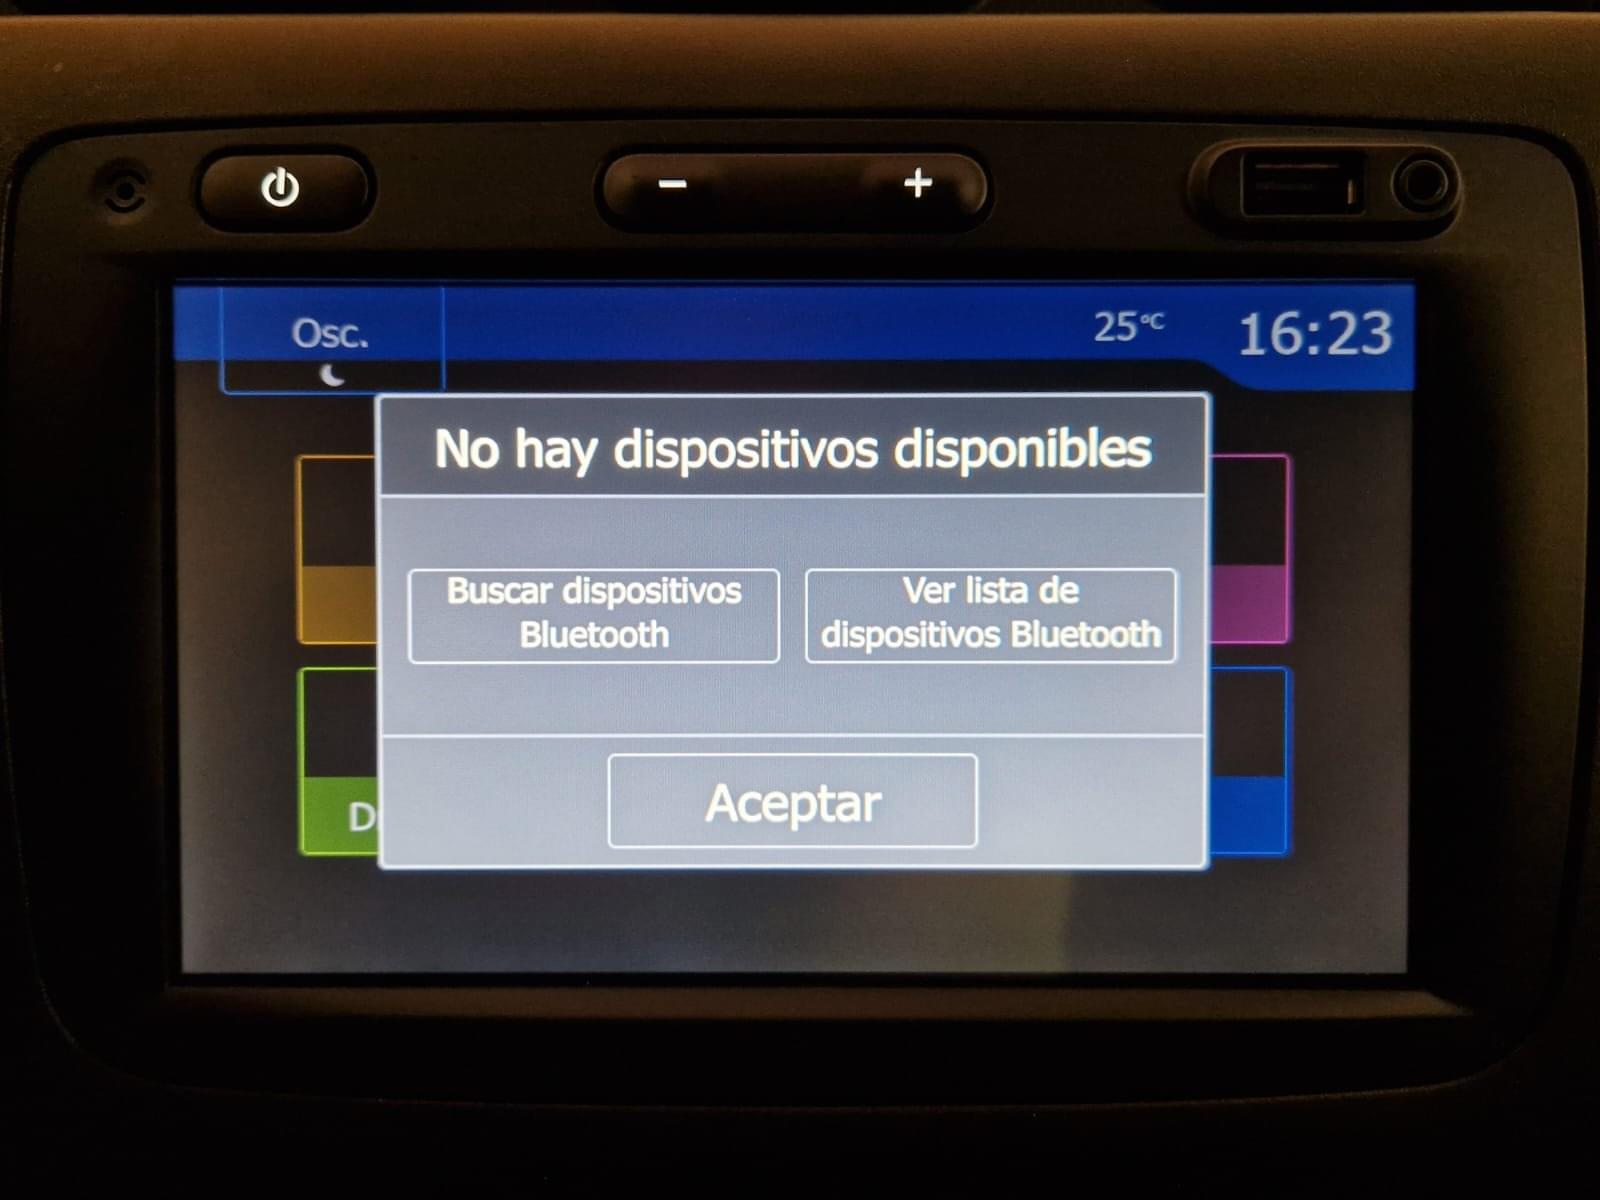 Osc.
25°C
16:23
No hay dispositivos disponibles
Buscar dispositivos
Bluetooth
Ver lista de
dispositivos Bluetooth
Aceptar